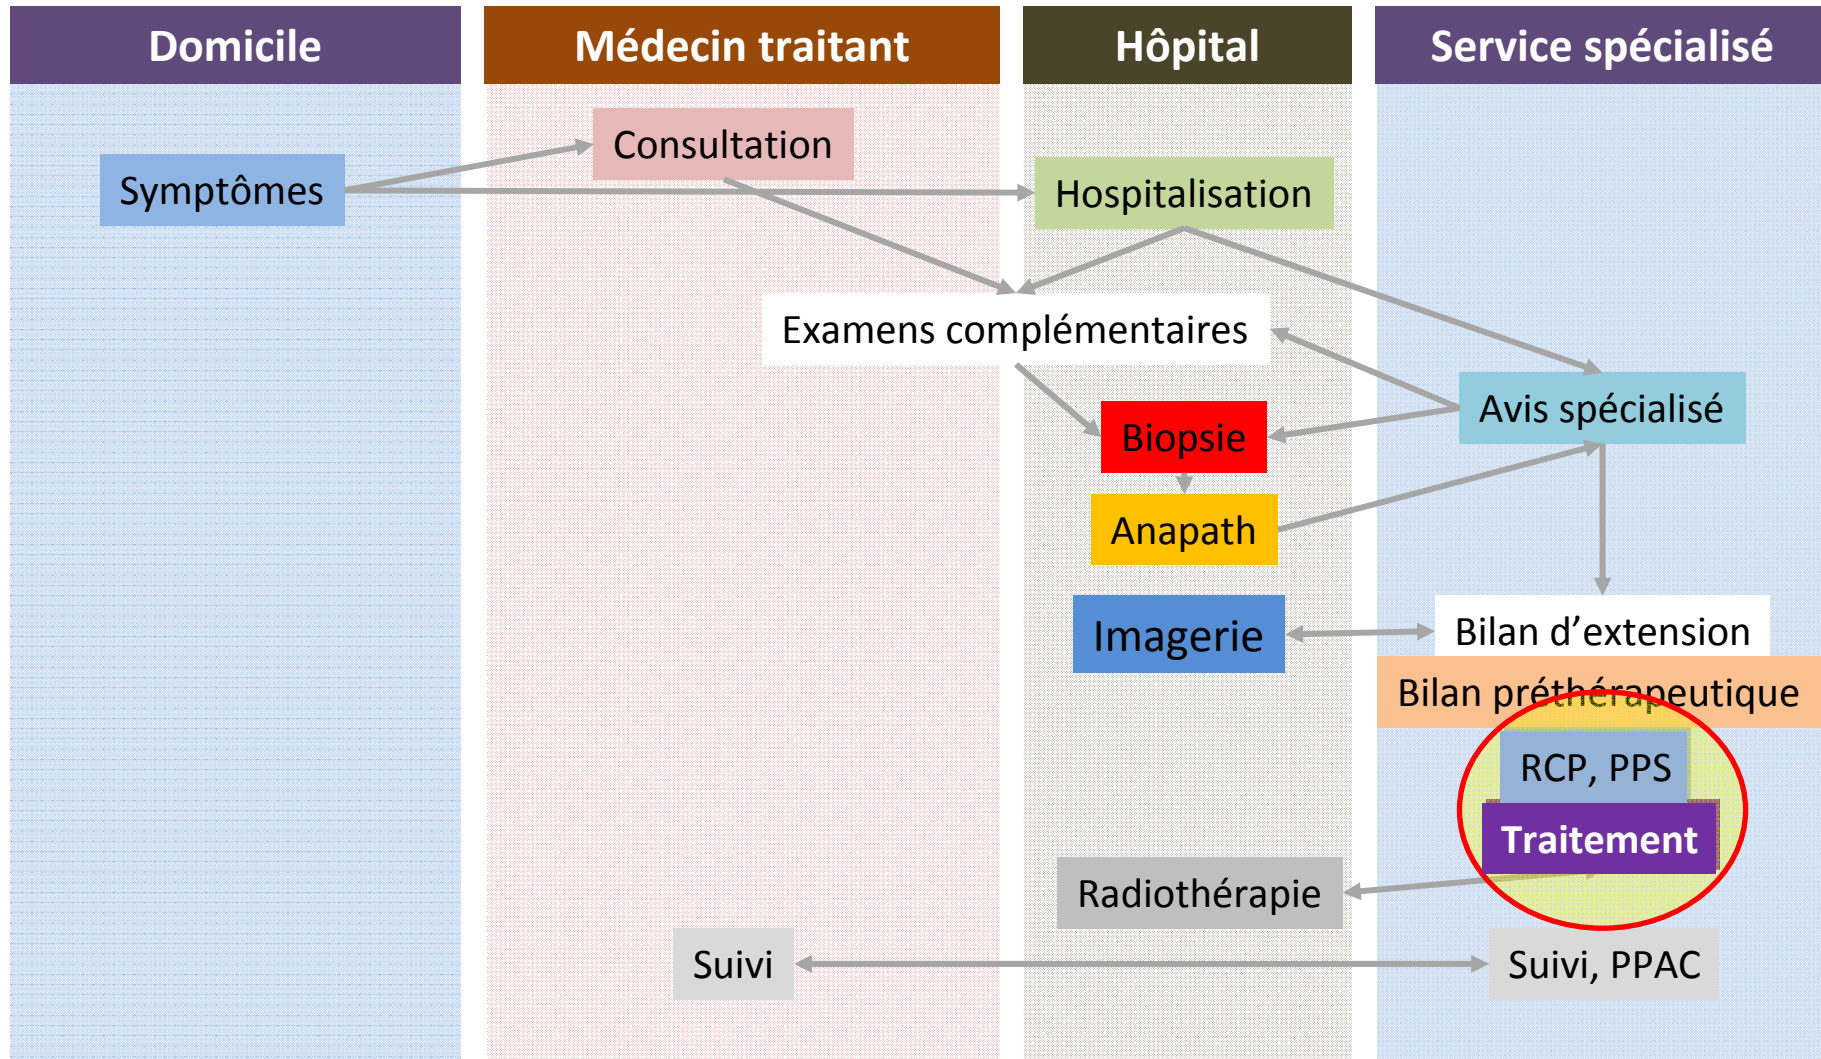 Domicile
Médecin traitant
Hôpital
Service spécialisé
Consultation
Symptômes
Hospitalisation
Examens complémentaires
Avis spécialisé
Biopsie
Anapath
Imagerie
Bilan d’extension
Bilan préthérapeutique
RCP, PPS
Traitement
Radiothérapie
Suivi
Suivi, PPAC